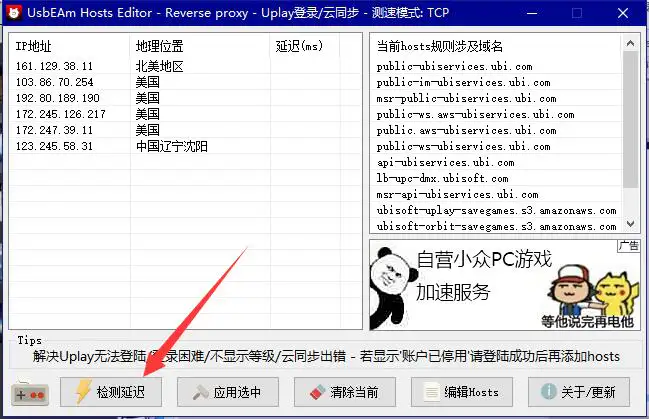 UsbEAm Hosts Editor - Reverse proxy - Uplay登录/云同步 - 测速模式: TCP
IP地址 地理位置 延迟(ms)
161.129.38.11 北美地区
103.86.70.254 美国
192.80.189.190 美国
172.245.126.217 美国
172.247.39.11 美国
123.245.58.31 中国辽宁沈阳
当前hosts规则涉及域名
public-ubiservices.ubi.com
public-im-ubiservices.ubi.com
msr-public-ubiservices.ubi.com
public-ws.aws-ubiservices.ubi.com
public.aws-ubiservices.ubi.com
public-ws-ubiservices.ubi.com
api-ubiservices.ubi.com
lb-upc-dmx.ubisoft.com
msr-api-ubiservices.ubi.com
ubisoft-uplay-savegames.s3.amazonaws.com
ubisoft-orbit-savegames.s3.amazonaws.com
广告
自营小众PC游戏
加速服务
等他说完再电他
Tips
解决Uplay无法登陆/登录困难/不显示等级/云同步出错 - 若显示'账户已停用'请登陆成功后再添加hosts
检测延迟 应用选中 清除当前 编辑Hosts 关于/更新